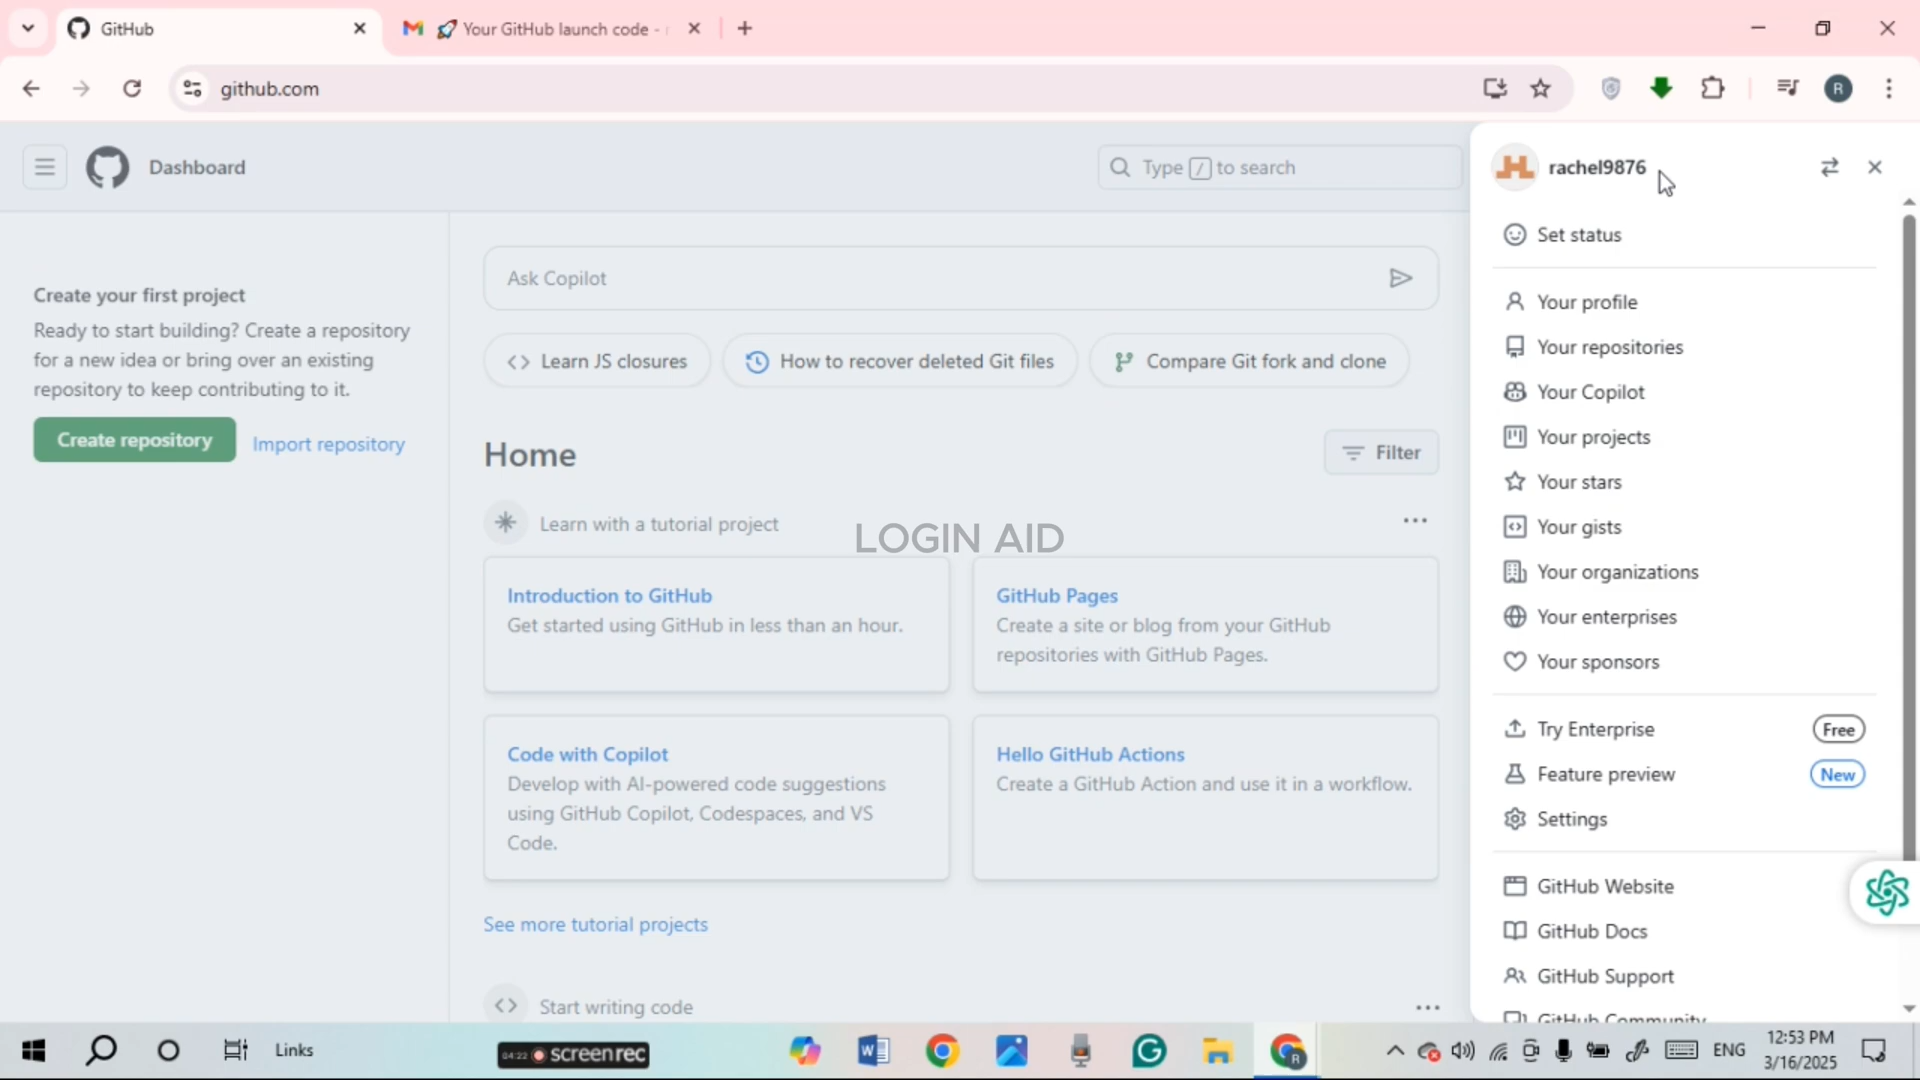 GitHub
Your GitHub launch code -
github.com
Dashboard
Type / to search
rachel9876
Set status
Create your first project
Ready to start building? Create a repository
for a new idea or bring over an existing
repository to keep contributing to it.
Create repository
Import repository
Ask Copilot
Learn JS closures
How to recover deleted Git files
Compare Git fork and clone
Home
Filter
Learn with a tutorial project
LOGIN AID
Introduction to GitHub
Get started using GitHub in less than an hour.
GitHub Pages
Create a site or blog from your GitHub
repositories with GitHub Pages.
Code with Copilot
Develop with AI-powered code suggestions
using GitHub Copilot, Codespaces, and VS
Code.
Hello GitHub Actions
Create a GitHub Action and use it in a workflow.
See more tutorial projects
Start writing code
Your profile
Your repositories
Your Copilot
Your projects
Your stars
Your gists
Your organizations
Your enterprises
Your sponsors
Try Enterprise
Free
Feature preview
New
Settings
GitHub Website
GitHub Docs
GitHub Support
GitHub Community
Links
04:22 screenrec
ENG
12:53 PM
3/16/2025
R
R
W